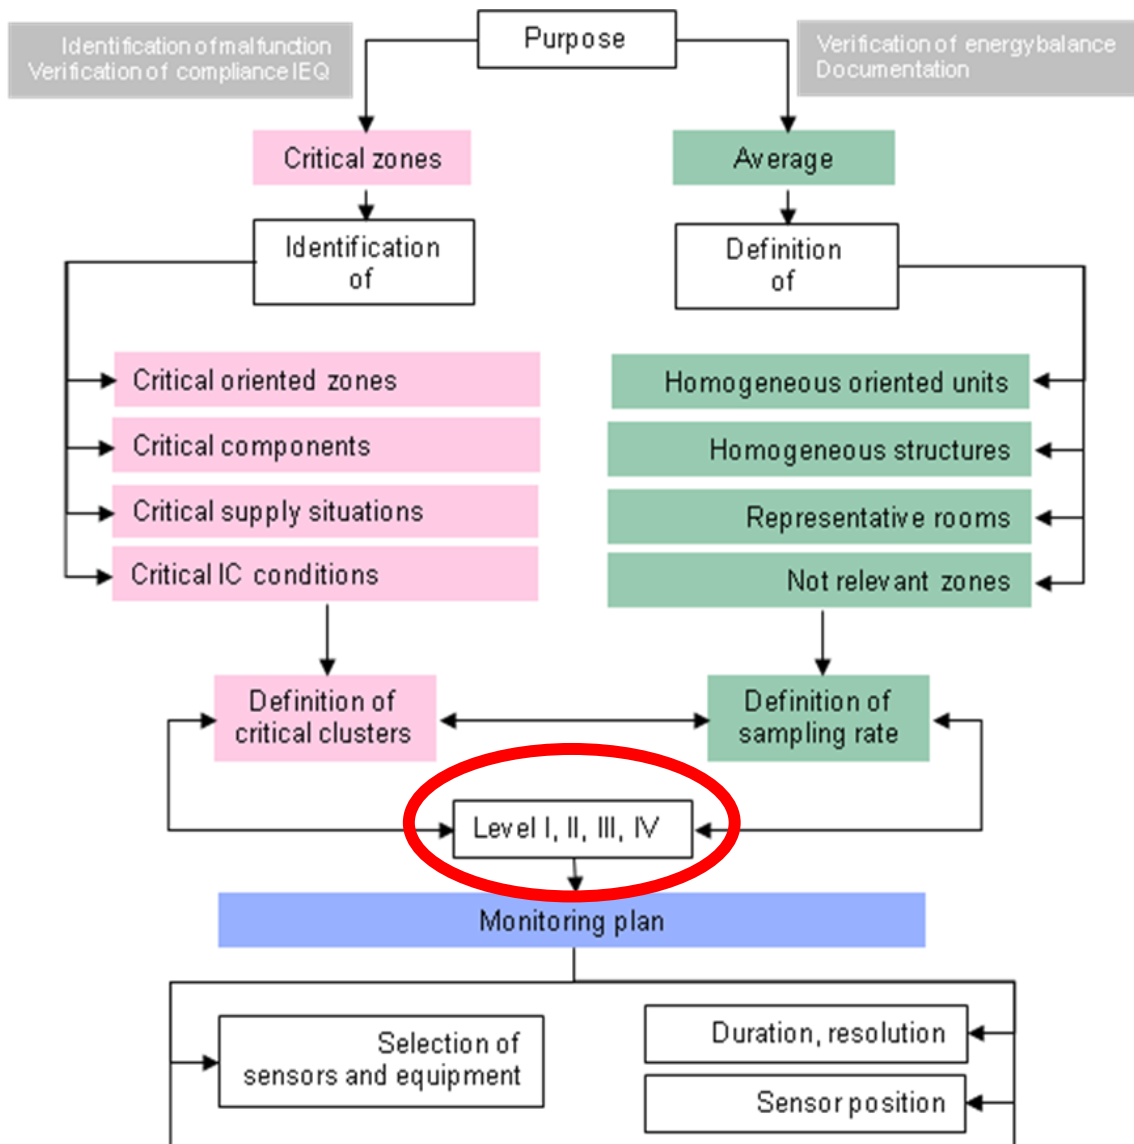 Purpose
Identification of malfunction
Verification of compliance IEQ
Verification of energy balance
Documentation
Critical zones
Average
Identification
of
Definition
of
Critical oriented zones
Homogeneous oriented units
Critical components
Homogeneous structures
Critical supply situations
Representative rooms
Critical IC conditions
Not relevant zones
Definition of
critical clusters
Definition of
sampling rate
Level I, II, III, IV
Monitoring plan
Selection of
sensors and equipment
Duration, resolution
Sensor position